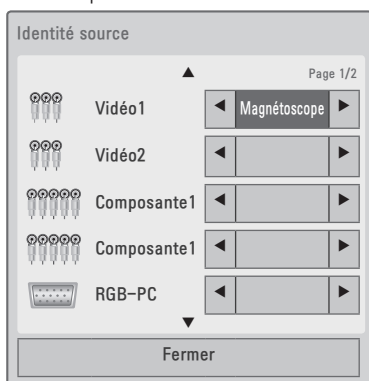 Identité source
Page 1/2
Vidéo1 Magnétoscope
Vidéo2
Composante1
Composante1
RGB-PC
Fermer